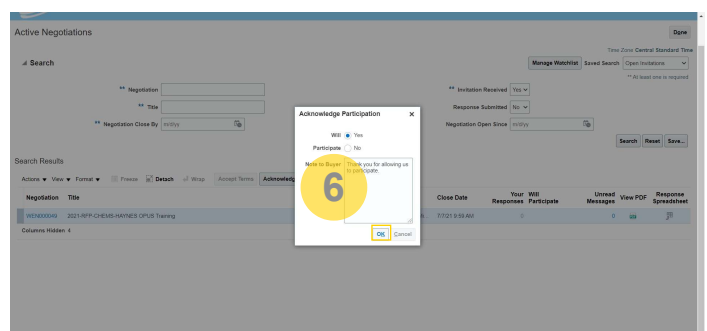 Active Negotiations
Done
Time Zone Central Standard Time
Search
Manage Watchlist Saved Search Open Invitations
** At least one is required
** Negotiation
** Invitation Received Yes
** Title
Response Submitted No
** Negotiation Close By m/d/yy
Negotiation Open Since m/d/yy
Search Reset Save...
Acknowledge Participation x
Will Yes
Participate No
Note to Buyer Thank you for allowing us to participate.
6
OK Cancel
Search Results
Actions View Format Freeze Detach Wrap Accept Terms Acknowledg
Negotiation Title Close Date Your Responses Will Participate Unread Messages View PDF Response Spreadsheet
2021-RFP-CHEMS-HAYNES OPUS Training 7/7/21 9:59 AM 0 0
Columns Hidden 4